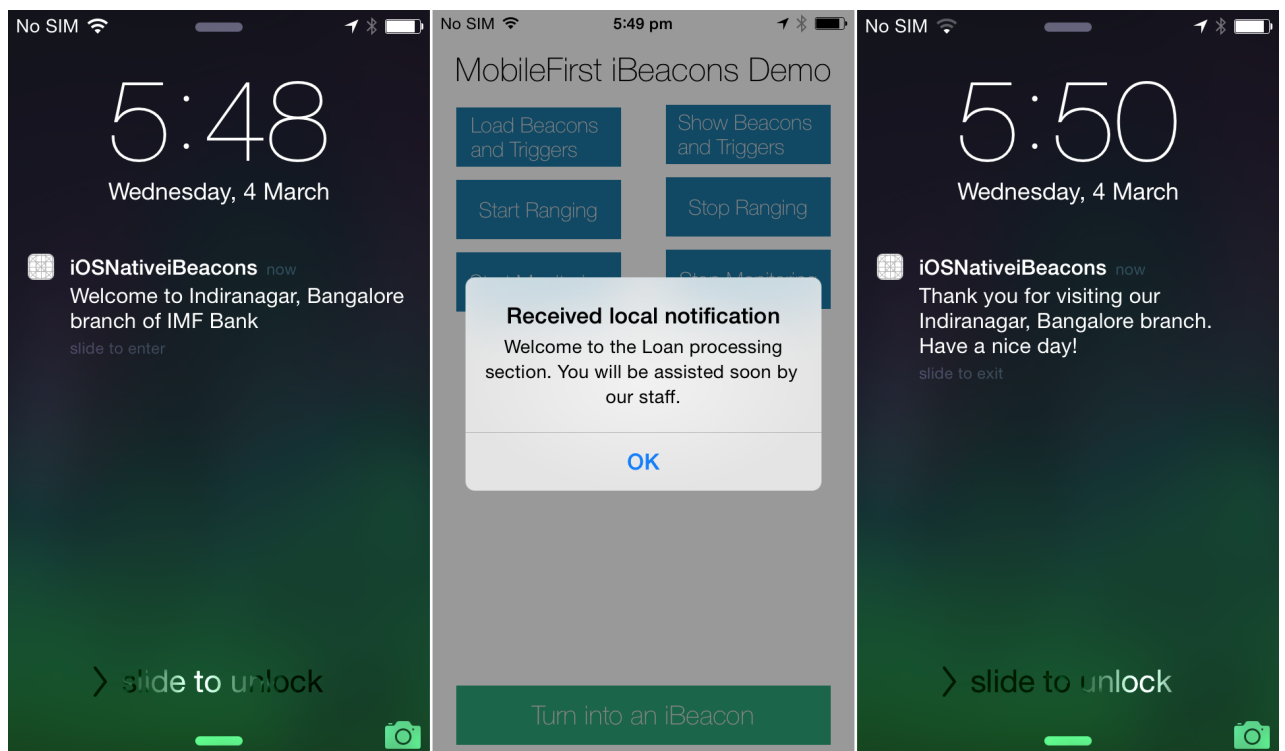 No SIM
5:48
Wednesday, 4 March
iOSNativeiBeacons now
Welcome to Indiranagar, Bangalore
branch of IMF Bank
slide to enter
slide to unlock
No SIM 5:49 pm
MobileFirst iBeacons Demo
Load Beacons
and Triggers
Show Beacons
and Triggers
Start Ranging
Stop Ranging
Start Monitoring
Stop Monitoring
Received local notification
Welcome to the Loan processing
section. You will be assisted soon by
our staff.
OK
Turn into an iBeacon
No SIM
5:50
Wednesday, 4 March
iOSNativeiBeacons now
Thank you for visiting our
Indiranagar, Bangalore branch.
Have a nice day!
slide to exit
slide to unlock